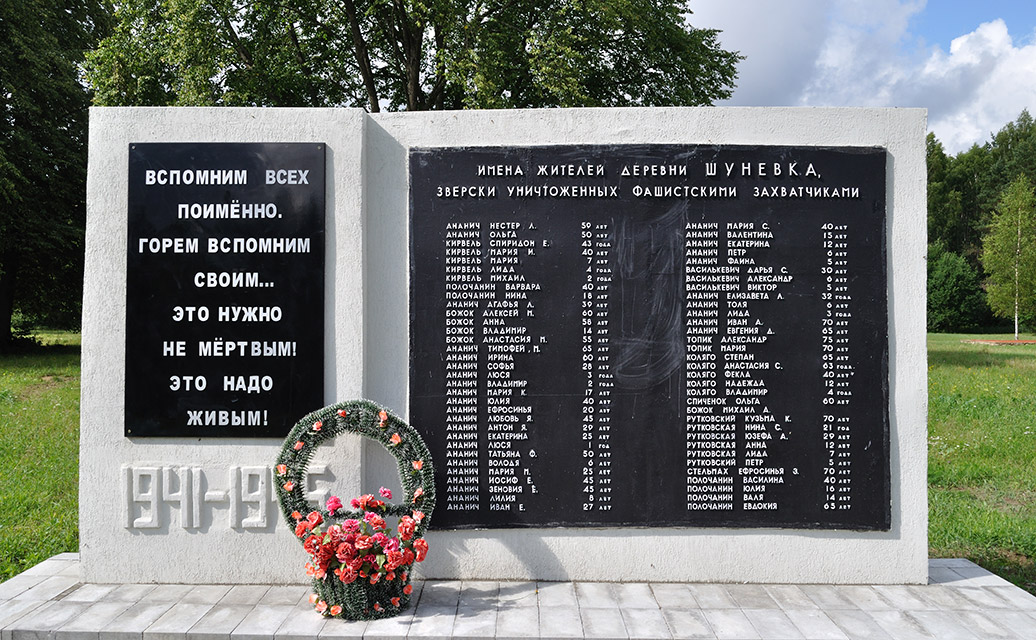 ВСПОМНИМ ВСЕХ
ПОИМЁННО.
ГОРЕМ ВСПОМНИМ
СВОИМ...
ЭТО НУЖНО
НЕ МЁРТВЫМ!
ЭТО НАДО
ЖИВЫМ!
1941-1945
ИМЕНА ЖИТЕЛЕЙ ДЕРЕВНИ ШУНЕВКА,
ЗВЕРСКИ УНИЧТОЖЕННЫХ ФАШИСТСКИМИ ЗАХВАТЧИКАМИ
АНАНИЧ НЕСТЕР Л. 59 ЛЕТ
АНАНИЧ ОЛЬГА 50 ЛЕТ
КИРВЕЛЬ СПИРИДОН Е. 43 ГОДА
КИРВЕЛЬ МАРИЯ И. 40 ЛЕТ
КИРВЕЛЬ МАРИЯ 7 ЛЕТ
КИРВЕЛЬ ЛИДА 4 ГОДА
КИРВЕЛЬ МИХАИЛ 2 ГОДА
ПОЛОЧАНИН ВАРВАРА 40 ЛЕТ
ПОЛОЧАНИН НИНА 16 ЛЕТ
АНАНИЧ АГАФЬЯ Л. 39 ЛЕТ
БОЖОК АЛЕКСЕЙ М. 60 ЛЕТ
БОЖОК АННА 58 ЛЕТ
БОЖОК ВЛАДИМИР 14 ЛЕТ
БОЖОК АНАСТАСИЯ М. 55 ЛЕТ
АНАНИЧ ТИМОФЕЙ М. 65 ЛЕТ
АНАНИЧ ИРИНА 60 ЛЕТ
АНАНИЧ СОФЬЯ 28 ЛЕТ
АНАНИЧ ЛЮСЯ 3 ГОДА
АНАНИЧ ВЛАДИМИР 2 ГОДА
АНАНИЧ МАРИЯ К. 17 ЛЕТ
АНАНИЧ ЮЛИЯ 40 ЛЕТ
АНАНИЧ ЕФРОСИНЬЯ 20 ЛЕТ
АНАНИЧ ЛЮБОВЬ Я. 45 ЛЕТ
АНАНИЧ АНТОН Я. 29 ЛЕТ
АНАНИЧ ЕКАТЕРИНА 25 ЛЕТ
АНАНИЧ ЛЮСЯ 1 ГОД
АНАНИЧ ТАТЬЯНА Ф. 50 ЛЕТ
АНАНИЧ ВОЛОДЯ 6 ЛЕТ
АНАНИЧ МАРИЯ М. 25 ЛЕТ
АНАНИЧ ИОСИФ Е. 45 ЛЕТ
АНАНИЧ ЗЕНОВИЯ Е. 45 ЛЕТ
АНАНИЧ ЛИЛИЯ 8 ЛЕТ
АНАНИЧ ИВАН Е. 27 ЛЕТ
АНАНИЧ МАРИЯ С. 40 ЛЕТ
АНАНИЧ ВАЛЕНТИНА 15 ЛЕТ
АНАНИЧ ЕКАТЕРИНА 12 ЛЕТ
АНАНИЧ ПЕТР 6 ЛЕТ
АНАНИЧ ФАИНА 5 ЛЕТ
ВАСИЛЬКЕВИЧ ДАРЬЯ С. 30 ЛЕТ
ВАСИЛЬКЕВИЧ АЛЕКСАНДР 6 ЛЕТ
ВАСИЛЬКЕВИЧ ВИКТОР 5 ЛЕТ
АНАНИЧ ЕЛИЗАВЕТА Л. 32 ГОДА
АНАНИЧ ТОЛЯ 6 ЛЕТ
АНАНИЧ ЛИДА 3 ГОДА
АНАНИЧ ИВАН А. 70 ЛЕТ
АНАНИЧ ЕВГЕНИЯ Д. 65 ЛЕТ
ТОПИК АЛЕКСАНДР 75 ЛЕТ
ТОПИК МАРИЯ 70 ЛЕТ
КОЛЯГО СТЕПАН 65 ЛЕТ
КОЛЯГО АНАСТАСИЯ С. 63 ГОДА
КОЛЯГО ФЕКЛА 40 ЛЕТ
КОЛЯГО НАДЕЖДА 12 ЛЕТ
КОЛЯГО ВЛАДИМИР 4 ГОДА
СПИЧЕНОК ОЛЬГА 60 ЛЕТ
БОЖОК МИХАИЛ А.
РУТКОВСКИЙ КУЗЬМА К. 70 ЛЕТ
РУТКОВСКАЯ НИНА С. 21 ГОД
РУТКОВСКАЯ ЮЗЕФА А. 29 ЛЕТ
РУТКОВСКАЯ АННА 12 ЛЕТ
РУТКОВСКАЯ ЛИДА 7 ЛЕТ
РУТКОВСКИЙ ПЕТР 5 ЛЕТ
СТЕЛЬМАХ ЕФРОСИНЬЯ З. 70 ЛЕТ
ПОЛОЧАНИН ВАСИЛИНА 40 ЛЕТ
ПОЛОЧАНИН ЮЛИЯ 16 ЛЕТ
ПОЛОЧАНИН ВАЛЯ 14 ЛЕТ
ПОЛОЧАНИН ЕВДОКИЯ 65 ЛЕТ